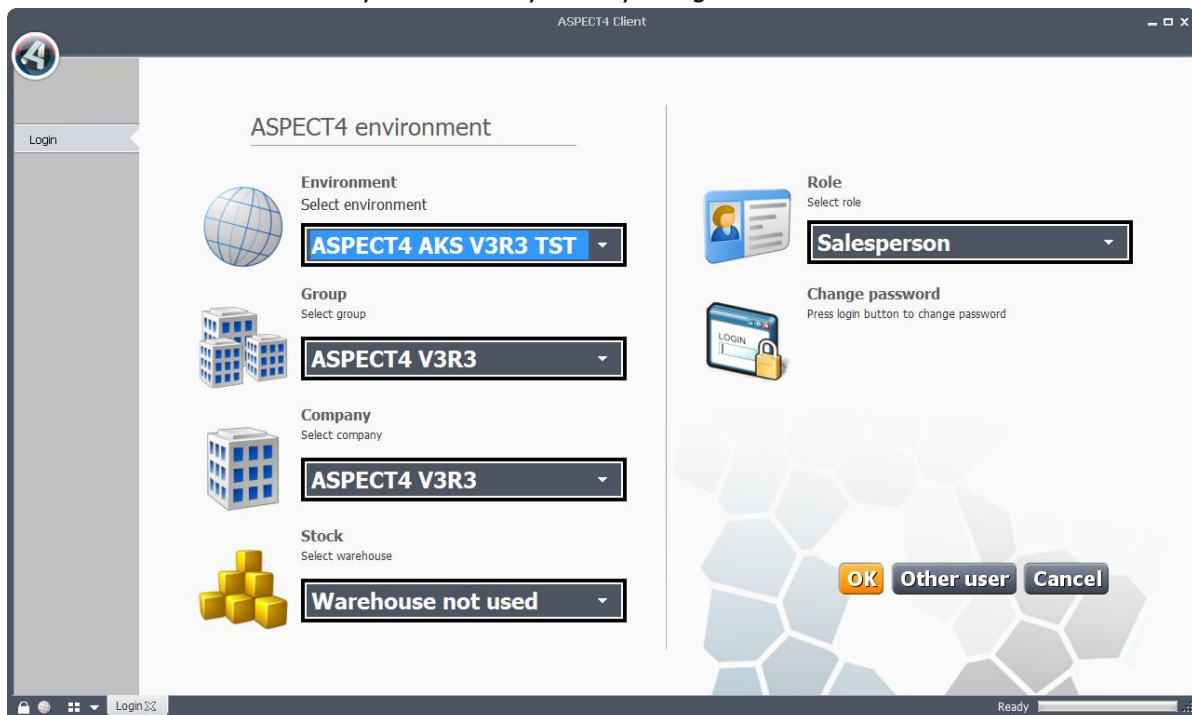 ASPECT4 Client
Login
ASPECT4 environment
Environment
Select environment
ASPECT4 AKS V3R3 TST
Group
Select group
ASPECT4 V3R3
Company
Select company
ASPECT4 V3R3
Stock
Select warehouse
Warehouse not used
Role
Select role
Salesperson
Change password
Press login button to change password
LOGIN
OK Other user Cancel
Login
Ready